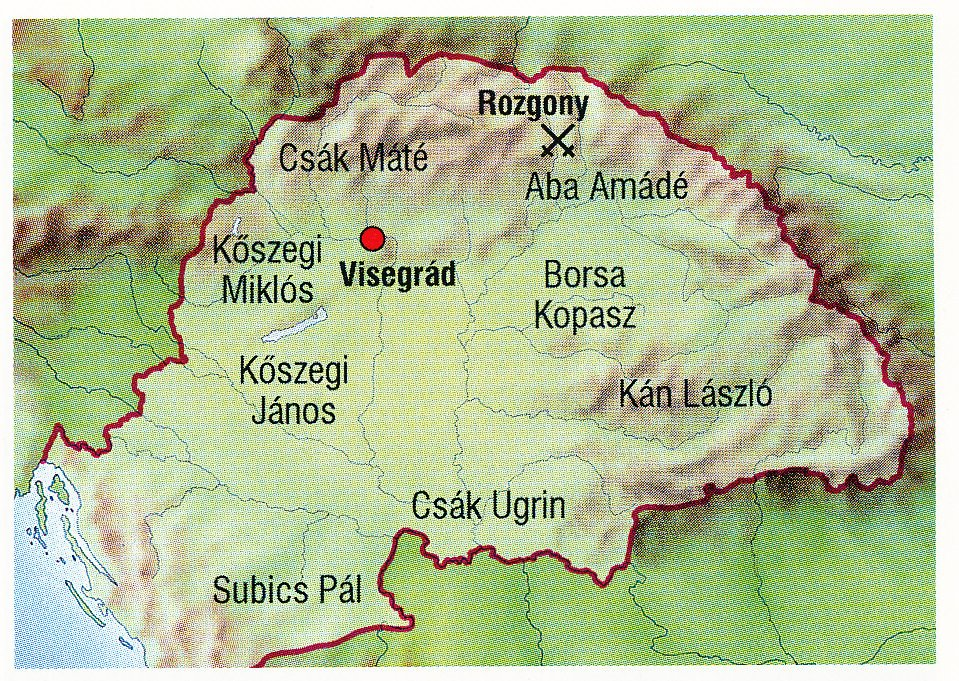 Rozgony
Csák Máté
Aba Amádé
Kőszegi
Miklós
Visegrád
Borsa
Kopasz
Kőszegi
János
Kán László
Csák Ugrin
Subics Pál